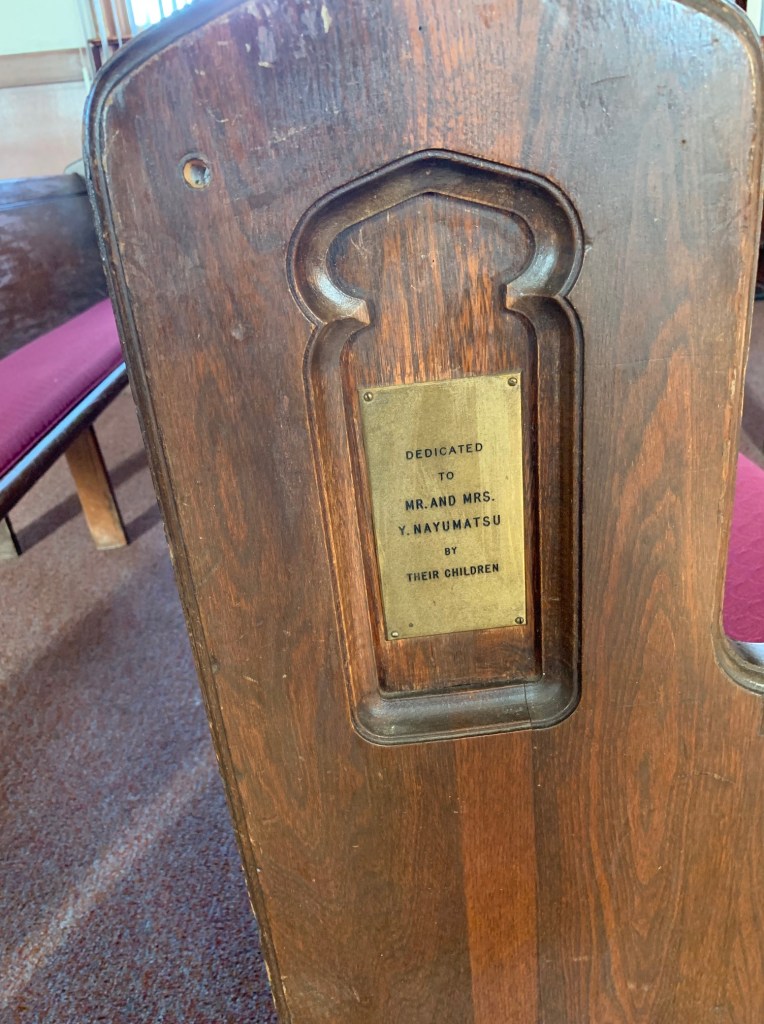 DEDICATED
TO
MR. AND MRS.
Y. NAYUMATSU
BY
THEIR CHILDREN